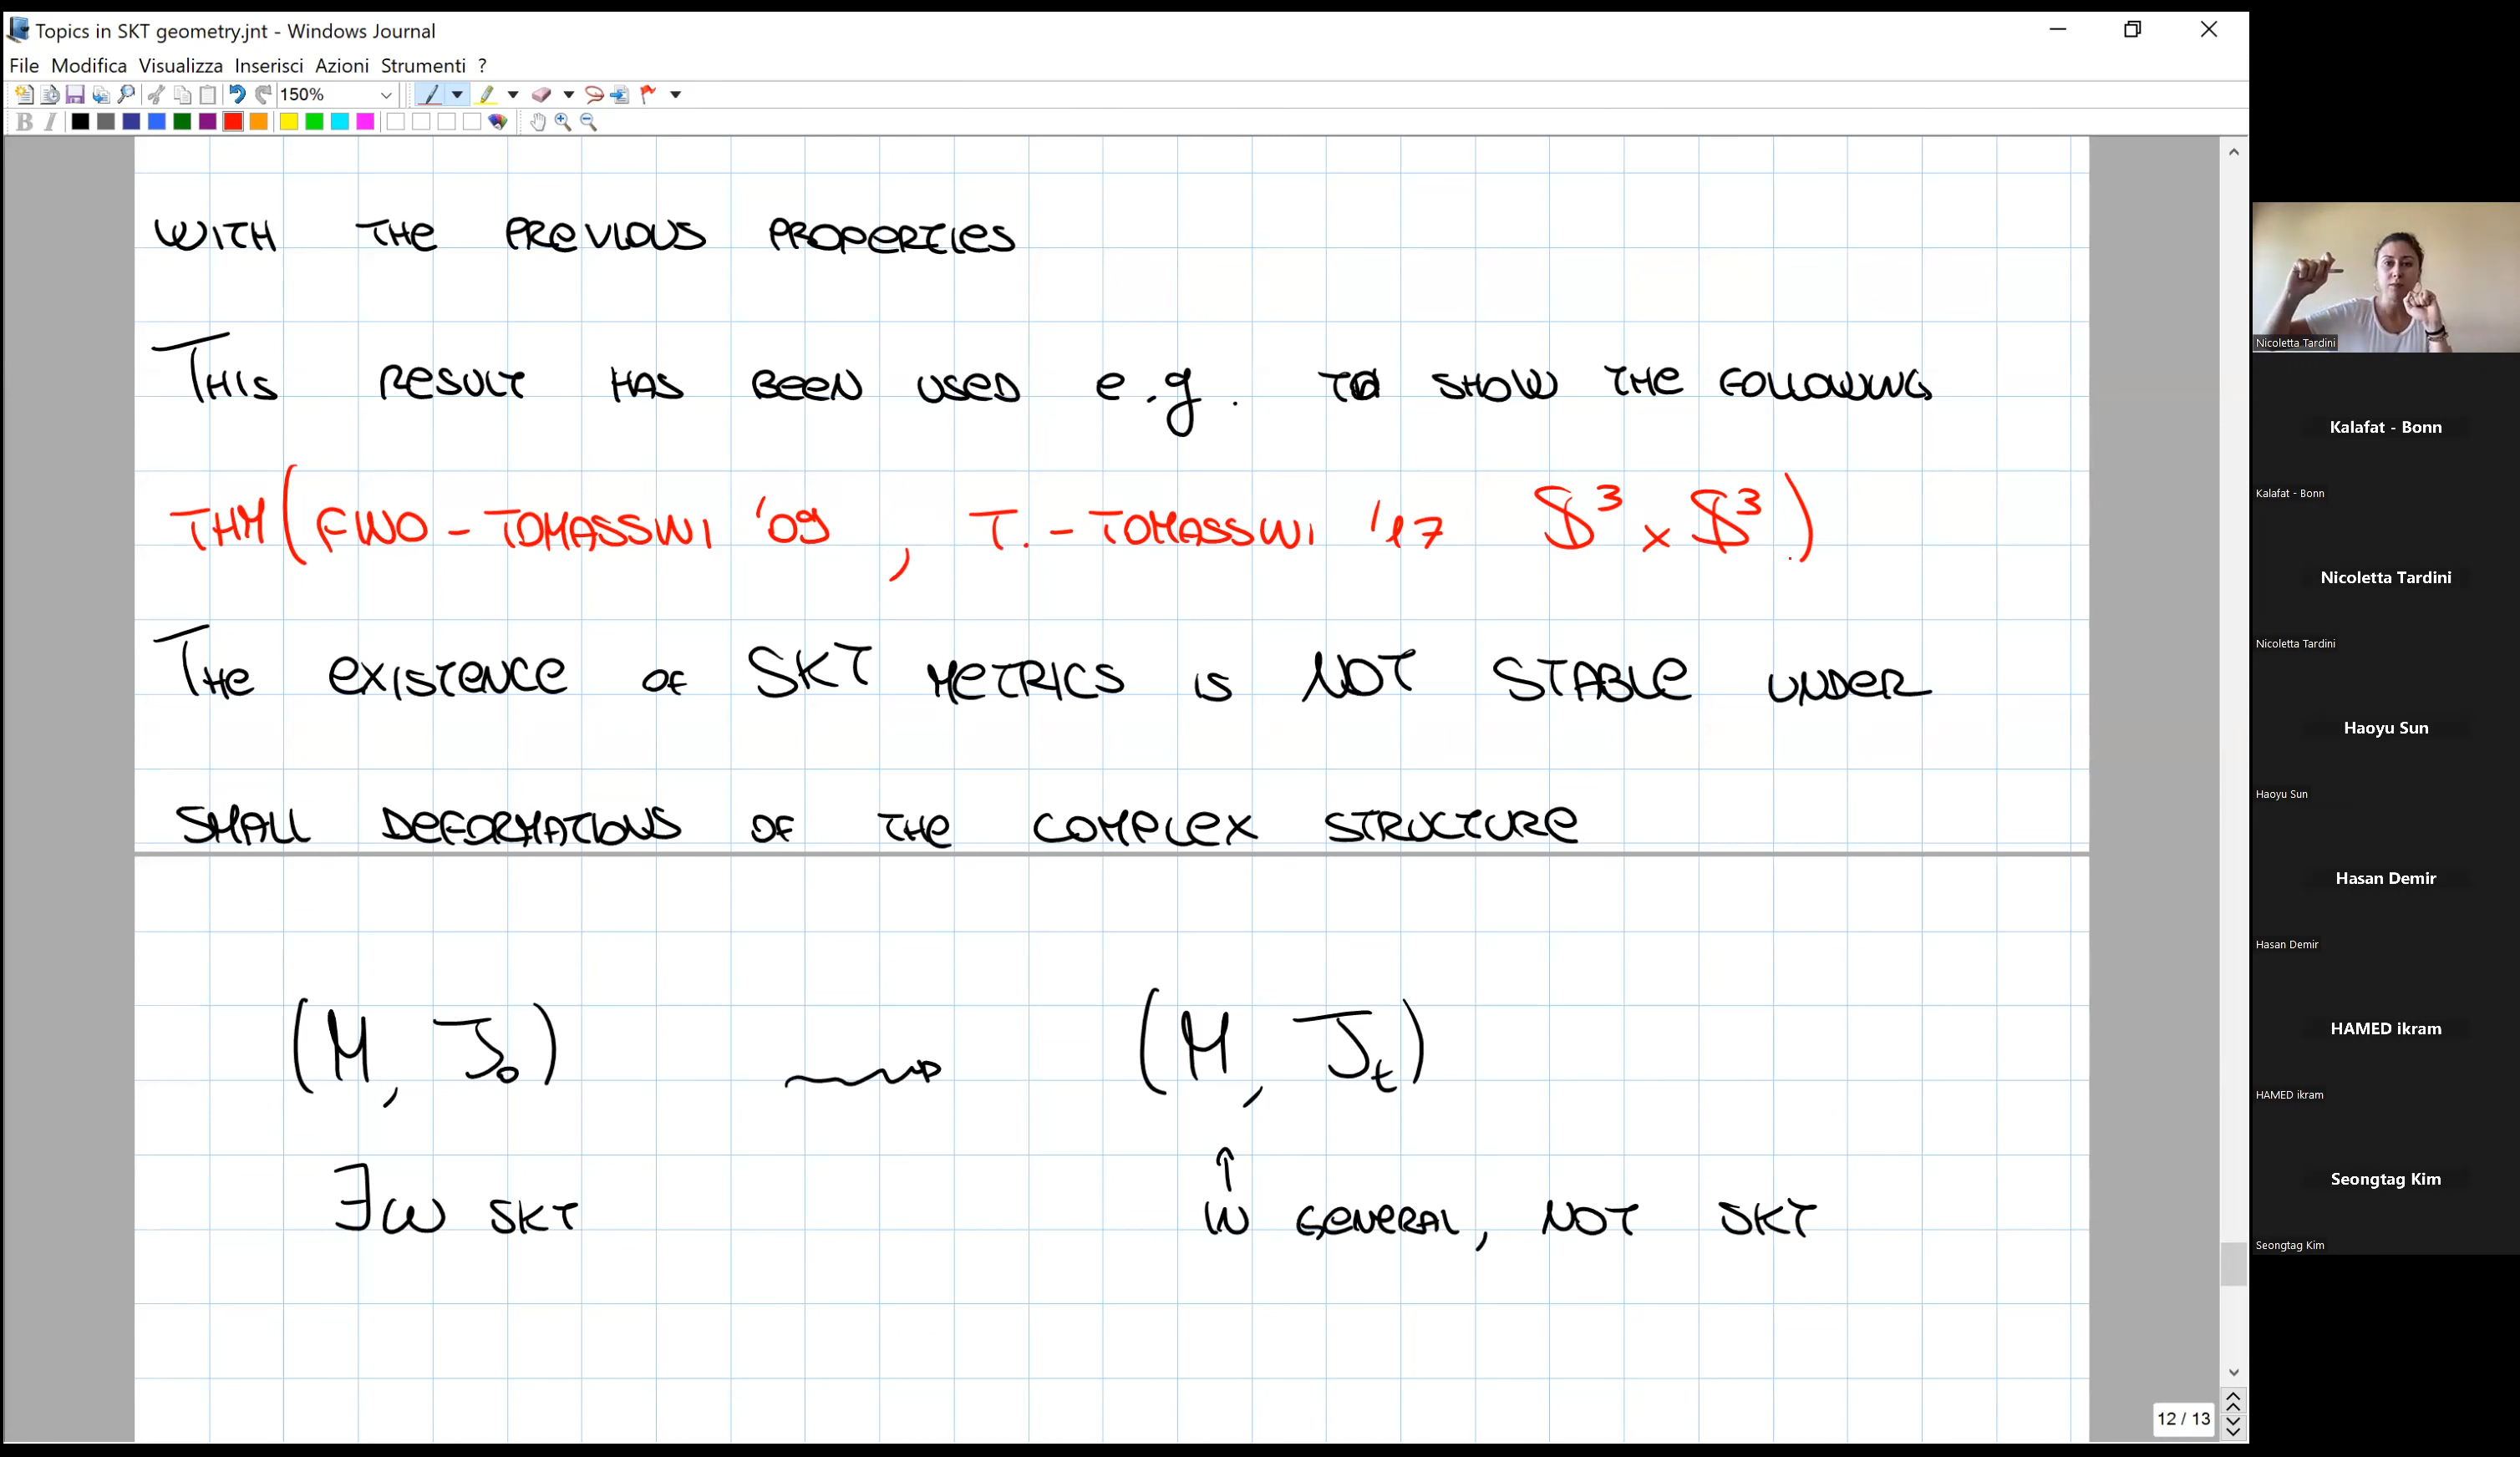 Topics in SKT geometry.jnt - Windows Journal
File Modifica Visualizza Inserisci Azioni Strumenti ?
150%
B I
WITH THE PREVIOUS PROPERTIES
THIS RESULT HAS BEEN USED e.g. TO SHOW THE FOLLOWING
THM (FINO - TOMASSINI '09, T. - TOMASSINI '17 S³ × S³)
THE EXISTENCE OF SKT METRICS IS NOT STABLE UNDER
SMALL DEFORMATIONS OF THE COMPLEX STRUCTURE
(M, J₀) ⇝ (M, Jₜ)
↑
∃ω SKT IN GENERAL, NOT SKT
12 / 13
Nicoletta Tardini
Kalafat - Bonn
Kalafat - Bonn
Nicoletta Tardini
Nicoletta Tardini
Haoyu Sun
Haoyu Sun
Hasan Demir
Hasan Demir
HAMED ikram
HAMED ikram
Seongtag Kim
Seongtag Kim